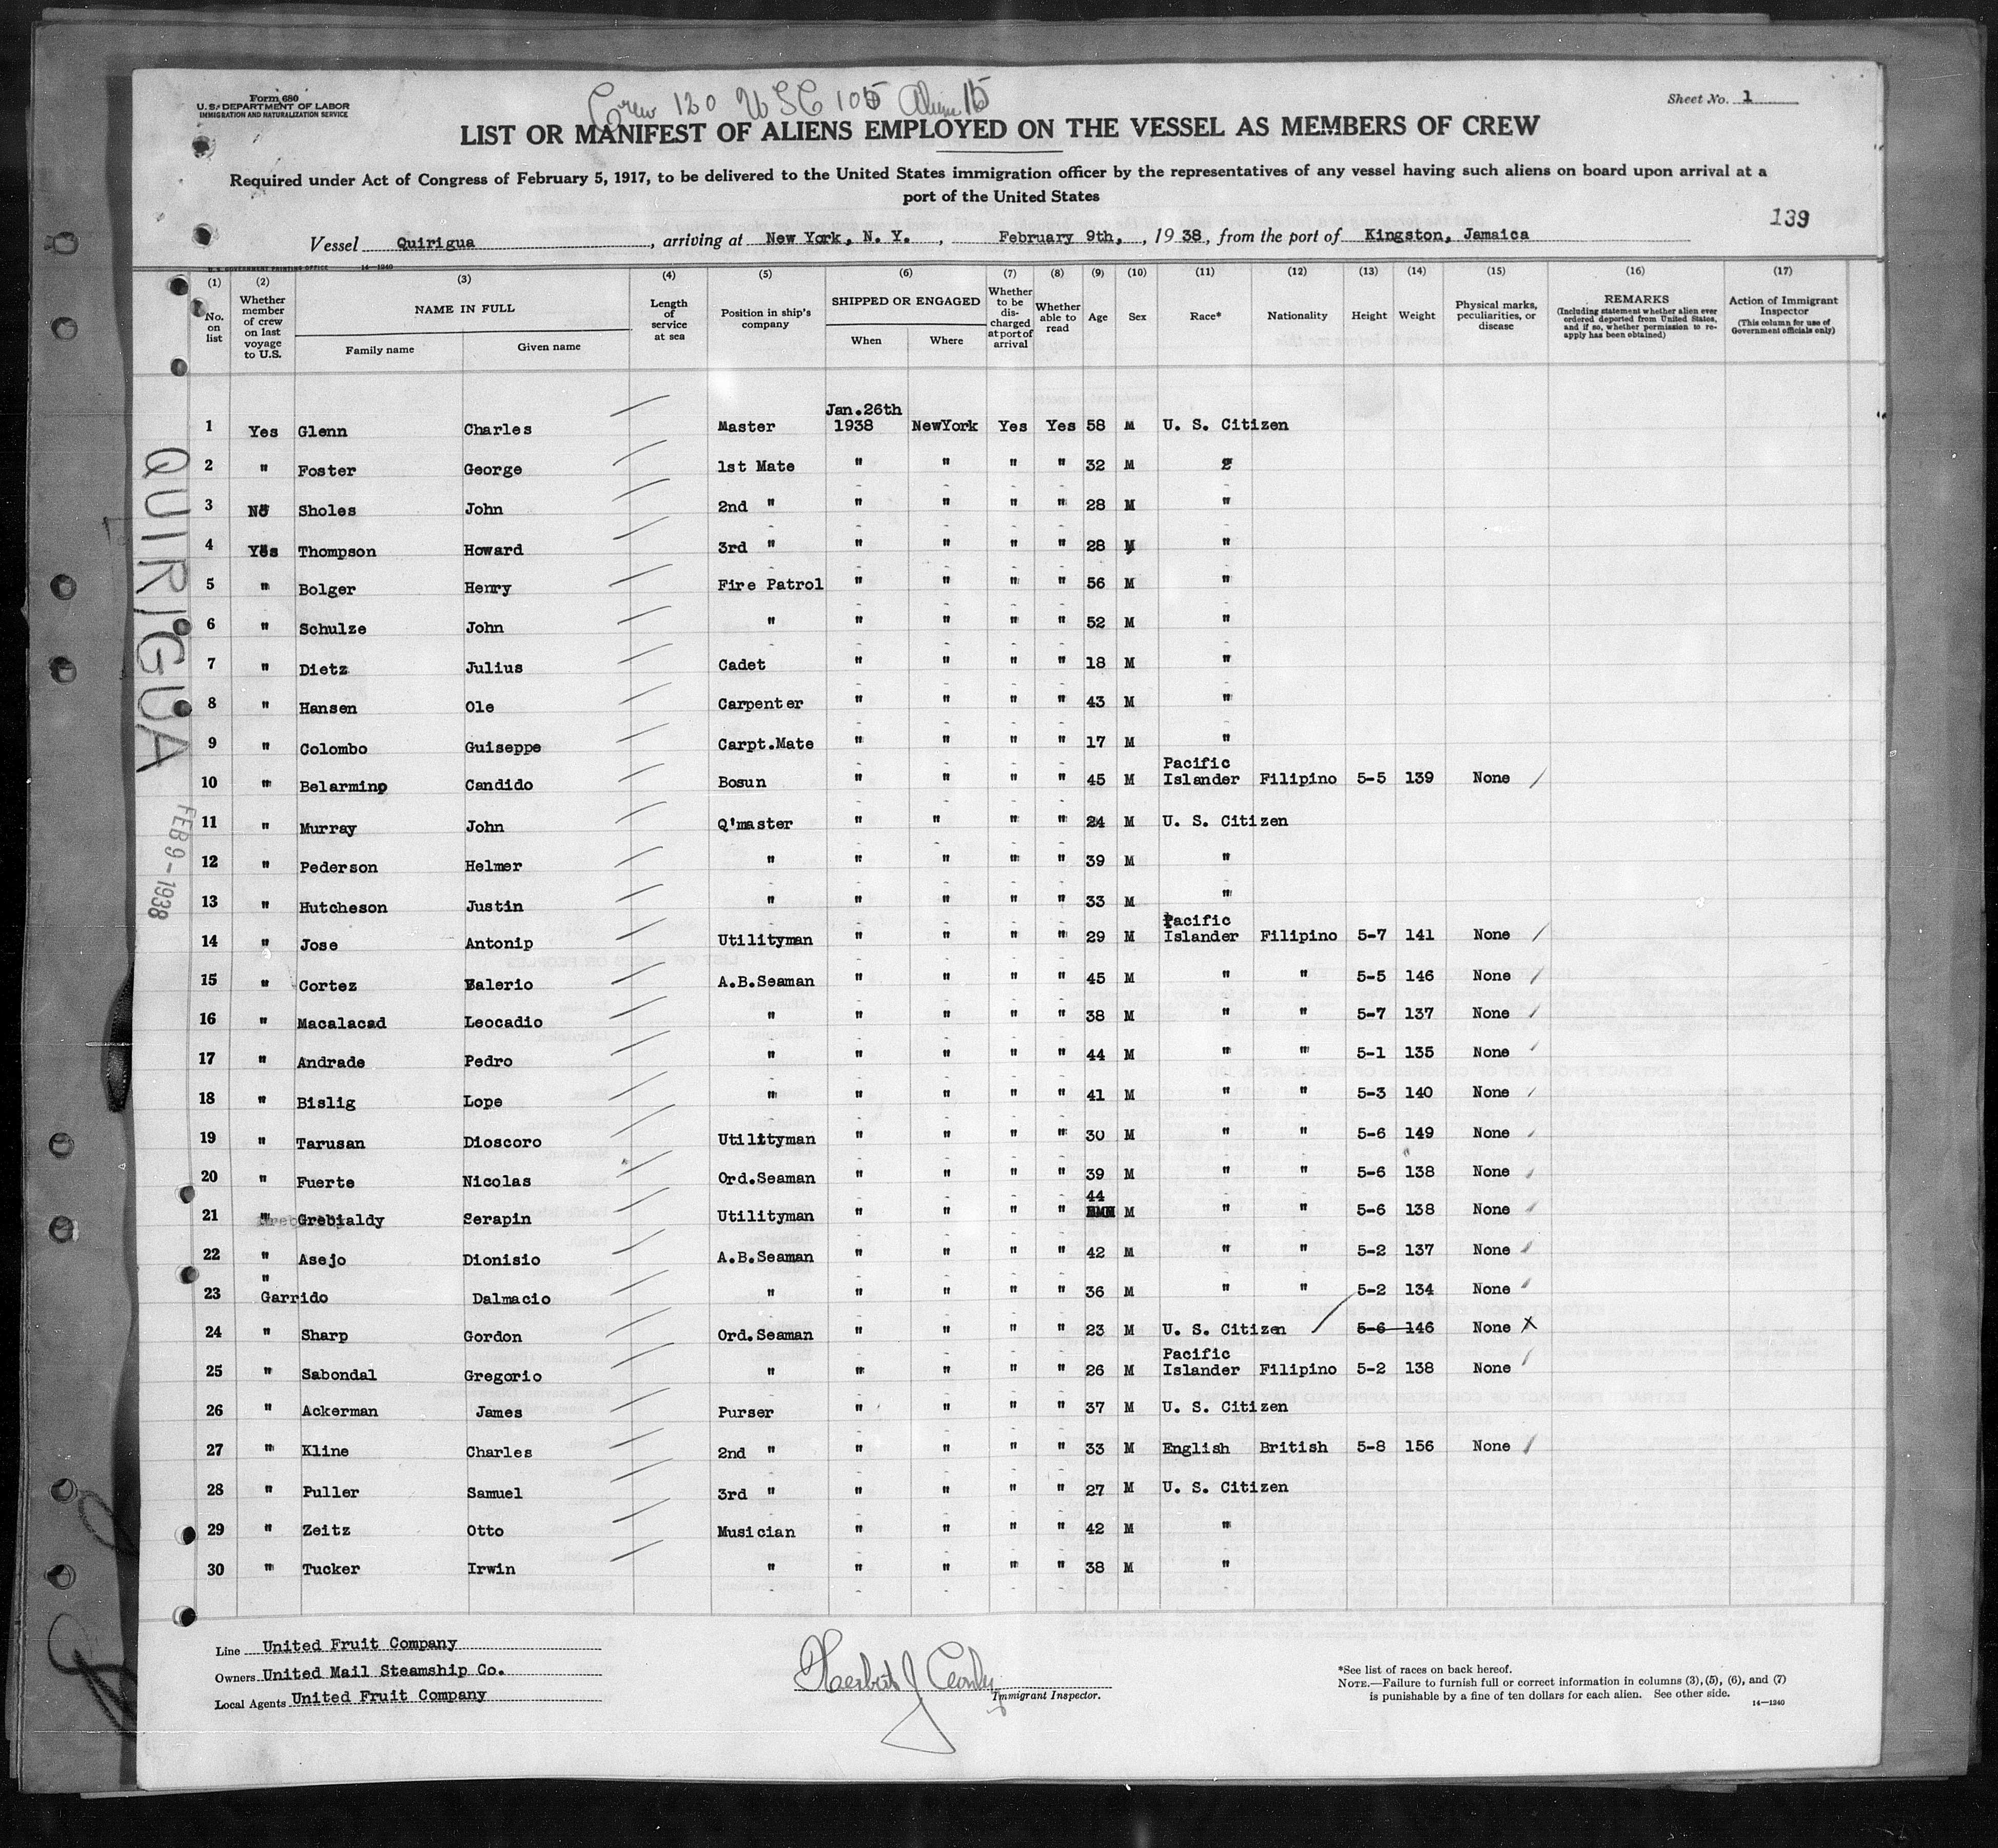 Form 680
U. S. DEPARTMENT OF LABOR
IMMIGRATION AND NATURALIZATION SERVICE
Crew 120 USC 105 Aliens 15
Sheet No. 1
LIST OR MANIFEST OF ALIENS EMPLOYED ON THE VESSEL AS MEMBERS OF CREW
Required under Act of Congress of February 5, 1917, to be delivered to the United States immigration officer by the representatives of any vessel having such aliens on board upon arrival at a
port of the United States
139
Vessel Quirigua, arriving at New York, N. Y., February 9th, , 1938, from the port of Kingston, Jamaica
U. S. GOVERNMENT PRINTING OFFICE 14—1240
(1) (2) (3) (4) (5) (6) (7) (8) (9) (10) (11) (12) (13) (14) (15) (16) (17)
No. on list
Whether member of crew on last voyage to U.S.
NAME IN FULL
Family name
Given name
Length of service at sea
Position in ship's company
SHIPPED OR ENGAGED
When
Where
Whether to be discharged at port of arrival
Whether able to read
Age
Sex
Race*
Nationality
Height
Weight
Physical marks, peculiarities, or disease
REMARKS
(Including statement whether alien ever ordered deported from United States, and if so, whether permission to reapply has been obtained)
Action of Immigrant Inspector
(This column for use of Government officials only)
QUIRIGUA
FEB 9-1938
1 Yes Glenn Charles Master Jan.26th 1938 NewYork Yes Yes 58 M U. S. Citizen
2 " Foster George 1st Mate " " " " 32 M "
3 No Sholes John 2nd " " " " " 28 M "
4 Yes Thompson Howard 3rd " " " " " 28 M "
5 " Bolger Henry Fire Patrol " " " " 56 M "
6 " Schulze John " " " " " 52 M "
7 " Dietz Julius Cadet " " " " 18 M "
8 " Hansen Ole Carpenter " " " " 43 M "
9 " Colombo Guiseppe Carpt.Mate " " " " 17 M "
10 " Belarmino Candido Bosun " " " " 45 M Pacific Islander Filipino 5-5 139 None
11 " Murray John Q'master " " " " 24 M U. S. Citizen
12 " Pederson Helmer " " " " " 39 M "
13 " Hutcheson Justin " " " " " 33 M "
14 " Jose Antonip Utilityman " " " " 29 M Pacific Islander Filipino 5-7 141 None
15 " Cortez Valerio A.B.Seaman " " " " 45 M " " 5-5 146 None
16 " Macalacad Leocadio " " " " " 38 M " " 5-7 137 None
17 " Andrade Pedro " " " " " 44 M " " 5-1 135 None
18 " Bislig Lope " " " " " 41 M " " 5-3 140 None
19 " Tarusan Dioscoro Utilityman " " " " 30 M " " 5-6 149 None
20 " Fuerte Nicolas Ord.Seaman " " " " 39 M " " 5-6 138 None
21 " Grebialdy Serapin Utilityman " " " " 44 M " " 5-6 138 None
22 " Asejo Dionisio A.B.Seaman " " " " 42 M " " 5-2 137 None
23 " Garrido Dalmacio " " " " " 36 M " " 5-2 134 None
24 " Sharp Gordon Ord.Seaman " " " " 23 M U. S. Citizen 5-6 146 None X
25 " Sabondal Gregorio " " " " " 26 M Pacific Islander Filipino 5-2 138 None
26 " Ackerman James Purser " " " " 37 M U. S. Citizen
27 " Kline Charles 2nd " " " " " 33 M English British 5-8 156 None
28 " Puller Samuel 3rd " " " " " 27 M U. S. Citizen
29 " Zeitz Otto Musician " " " " 42 M "
30 " Tucker Irwin " " " " " 38 M "
Line United Fruit Company
Owners United Mail Steamship Co.
Local Agents United Fruit Company
Herbert J.
Immigrant Inspector.
*See list of races on back hereof.
NOTE.—Failure to furnish full or correct information in columns (3), (5), (6), and (7)
is punishable by a fine of ten dollars for each alien. See other side.
14—1240